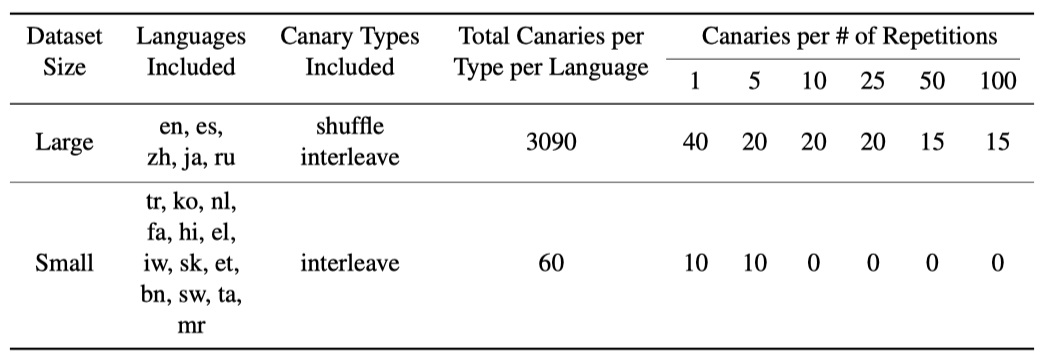 Dataset Size Languages Included Canary Types Included Total Canaries per Type per Language Canaries per # of Repetitions
1 5 10 25 50 100
Large en, es, zh, ja, ru shuffle interleave 3090 40 20 20 20 15 15
Small tr, ko, nl, fa, hi, el, iw, sk, et, bn, sw, ta, mr interleave 60 10 10 0 0 0 0